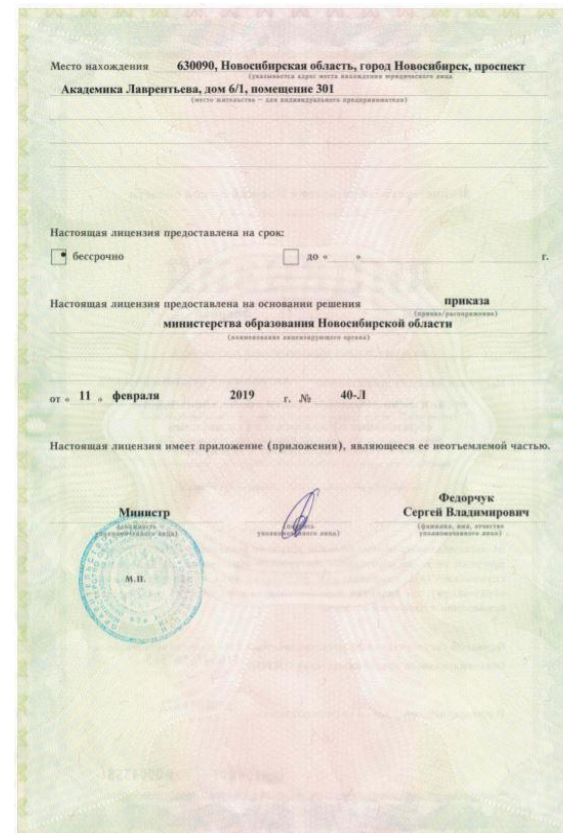 Место нахождения 630090, Новосибирская область, город Новосибирск, проспект
(указывается адрес места нахождения юридического лица
Академика Лаврентьева, дом 6/1, помещение 301
(место жительства – для индивидуального предпринимателя)
Настоящая лицензия предоставлена на срок:
бессрочно до « » г.
Настоящая лицензия предоставлена на основании решения приказа
(приказ/распоряжение)
министерства образования Новосибирской области
(наименование лицензирующего органа)
от « 11 » февраля 2019 г. № 40-Л
Настоящая лицензия имеет приложение (приложения), являющееся ее неотъемлемой частью.
Федорчук
Министр Сергей Владимирович
(должность (подпись (фамилия, имя, отчество
уполномоченного лица) уполномоченного лица) уполномоченного лица)
М.П.